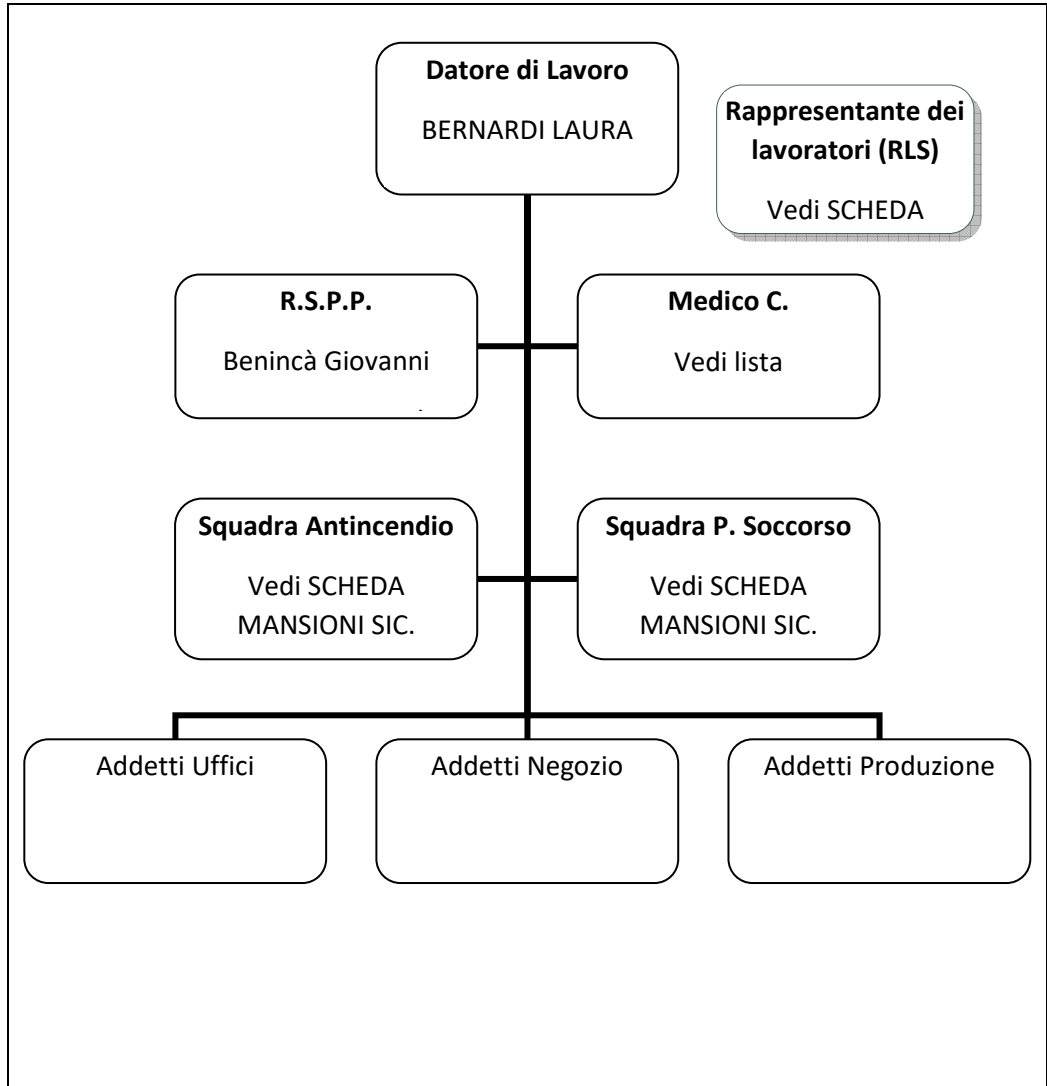 Datore di Lavoro
BERNARDI LAURA
Rappresentante dei
lavoratori (RLS)
Vedi SCHEDA
R.S.P.P.
Benincà Giovanni
Medico C.
Vedi lista
Squadra Antincendio
Vedi SCHEDA
MANSIONI SIC.
Squadra P. Soccorso
Vedi SCHEDA
MANSIONI SIC.
Addetti Uffici
Addetti Negozio
Addetti Produzione